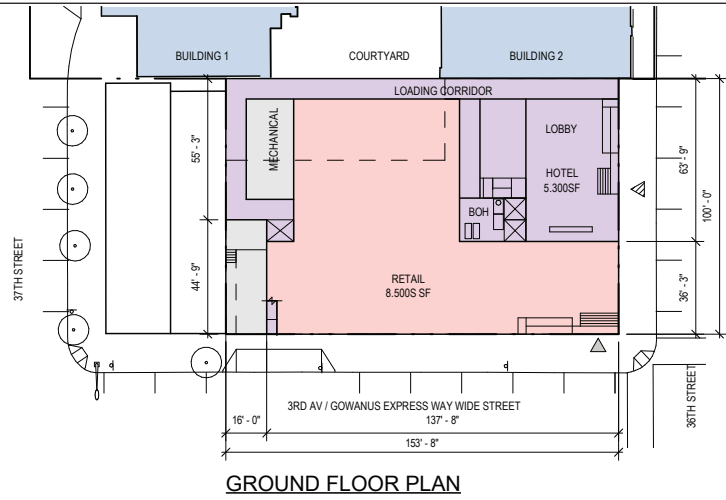 BUILDING 1
COURTYARD
BUILDING 2
LOADING CORRIDOR
MECHANICAL
LOBBY
HOTEL
5.300SF
BOH
RETAIL
8.500S SF
55' - 3"
44' - 9"
63' - 9"
100' - 0"
36' - 3"
37TH STREET
36TH STREET
3RD AV / GOWANUS EXPRESS WAY WIDE STREET
16' - 0"
137' - 8"
153' - 8"
GROUND FLOOR PLAN